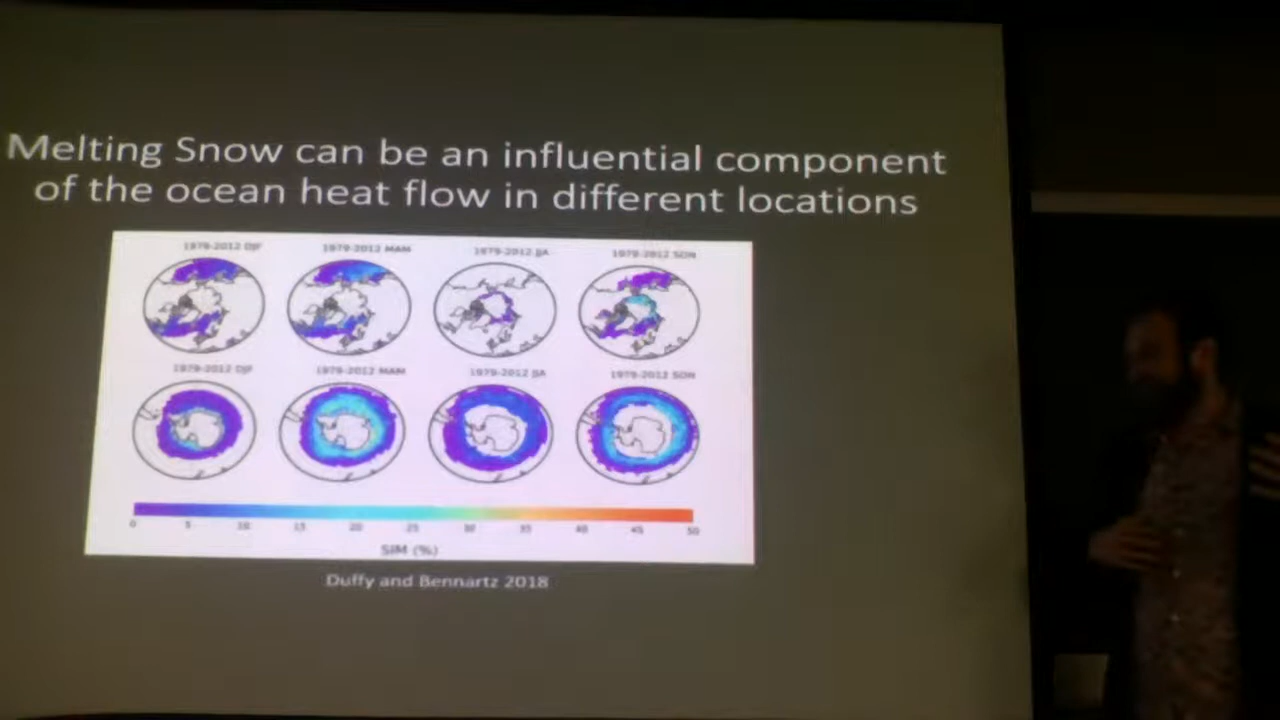 Melting Snow can be an influential component
of the ocean heat flow in different locations
1979-2012 DJF 1979-2012 MAM 1979-2012 JJA 1979-2012 SON
1979-2012 DJF 1979-2012 MAM 1979-2012 JJA 1979-2012 SON
0 5 10 15 20 25 30 35 40 45 50
SIM (%)
Duffy and Bennartz 2018